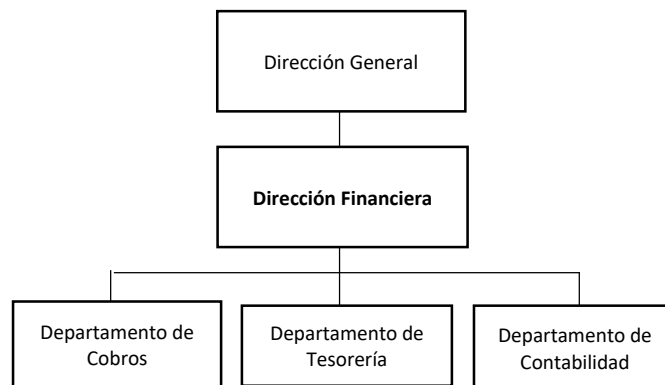 Dirección General
Dirección Financiera
Departamento de
Cobros
Departamento de
Tesorería
Departamento de
Contabilidad